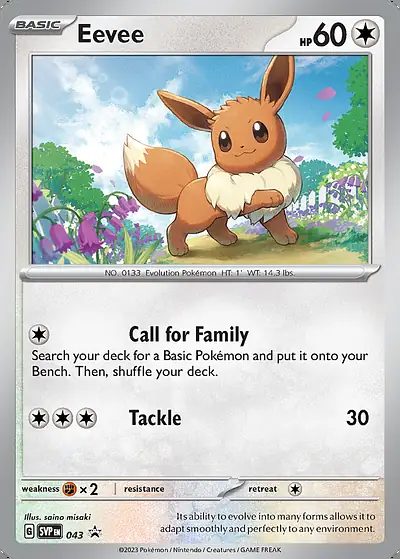 BASIC
Eevee
HP 60
NO. 0133 Evolution Pokémon HT: 1' WT: 14.3 lbs.
Call for Family
Search your deck for a Basic Pokémon and put it onto your
Bench. Then, shuffle your deck.
Tackle 30
weakness ×2 resistance retreat
Illus. saino misaki
G SVP EN 043
Its ability to evolve into many forms allows it to
adapt smoothly and perfectly to any environment.
©2023 Pokémon / Nintendo / Creatures / GAME FREAK